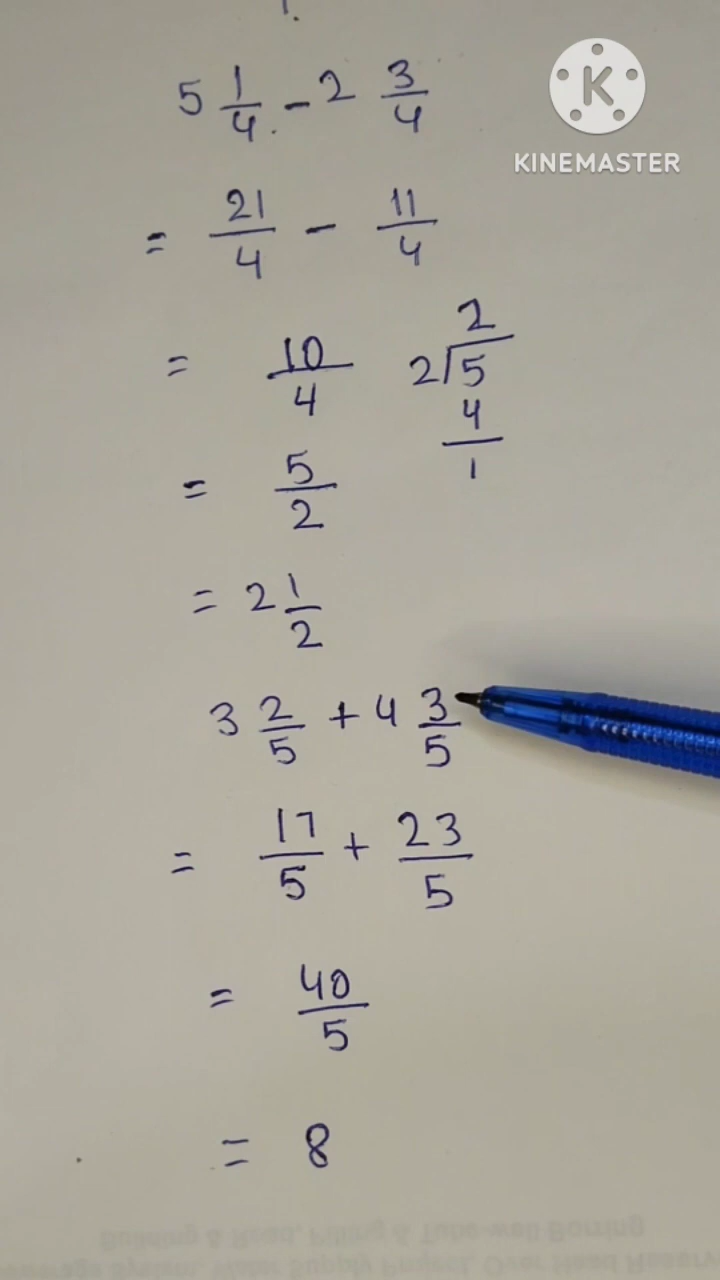 KINEMASTER
5 1/4 - 2 3/4
= 21/4 - 11/4
= 10/4
2
2 ) 5
4
1
= 5/2
= 2 1/2
3 2/5 + 4 3/5
= 17/5 + 23/5
= 40/5
= 8